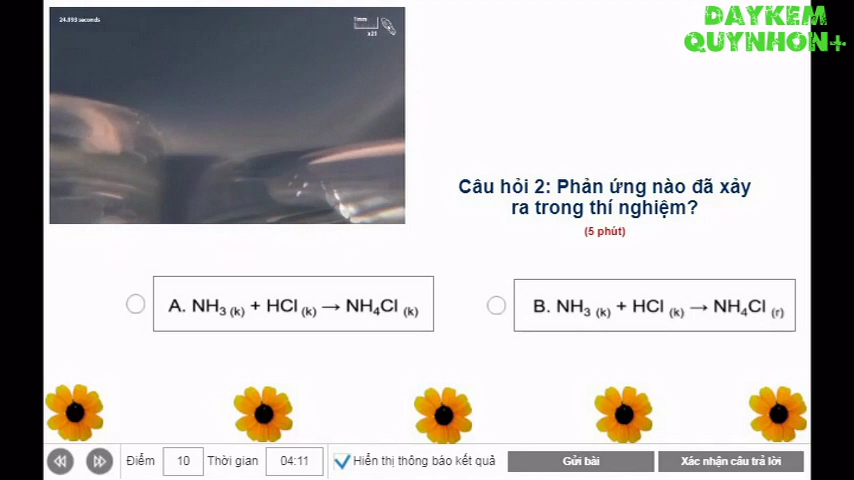 24.998 seconds
1mm
x21
DAYKEM
QUYNHON+
Câu hỏi 2: Phản ứng nào đã xảy
ra trong thí nghiệm?
(5 phút)
A. NH3 (k) + HCl (k) → NH4Cl (k)
B. NH3 (k) + HCl (k) → NH4Cl (r)
Điểm 10 Thời gian 04:11 Hiển thị thông báo kết quả Gửi bài Xác nhận câu trả lời